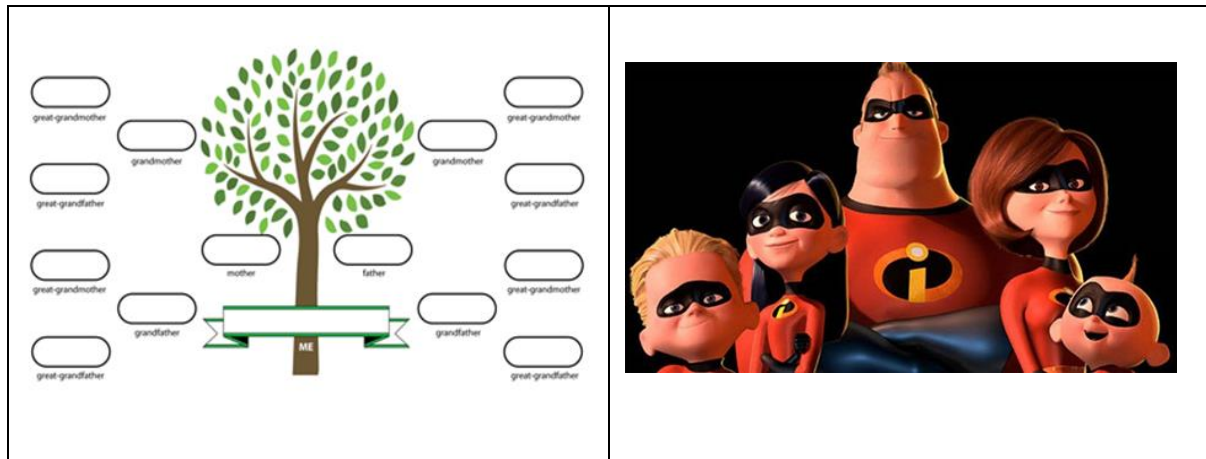 great-grandmother
grandmother
great-grandfather
great-grandmother
grandfather
great-grandfather
mother
father
ME
great-grandmother
grandmother
great-grandfather
great-grandmother
grandfather
great-grandfather
i